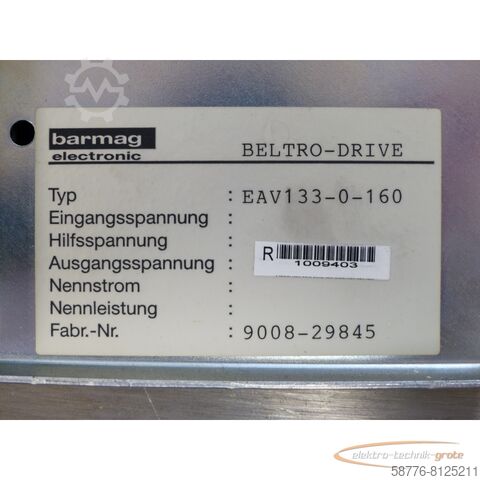 barmag
electronic
BELTRO-DRIVE
Typ : EAV133-0-160
Eingangsspannung :
Hilfsspannung :
Ausgangsspannung :
R 1009403
Nennstrom :
Nennleistung :
Fabr.-Nr. : 9008-29845
elektro-technik-grote
58776-8125211